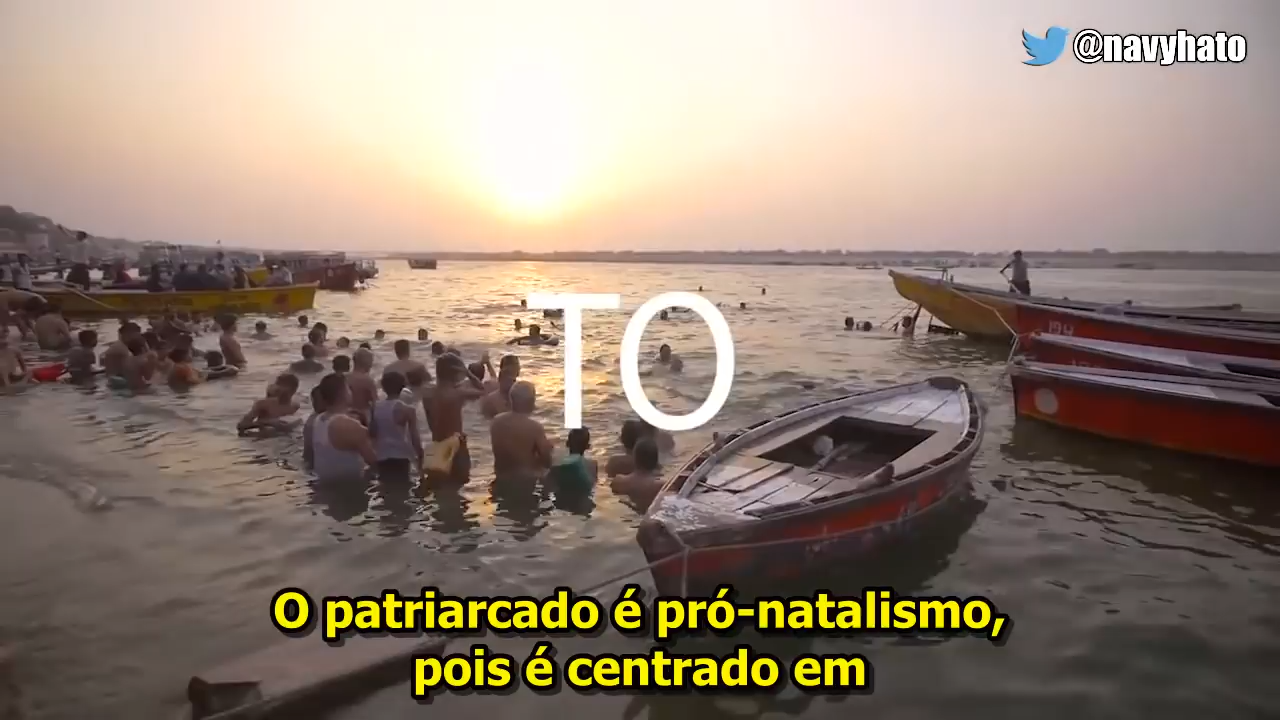 @navyhato
TO
O patriarcado é pró-natalismo,
pois é centrado em